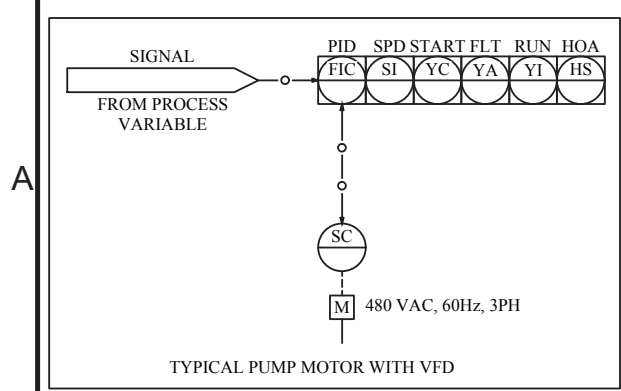 PID SPD START FLT RUN HOA
SIGNAL
FIC SI YC YA YI HS
FROM PROCESS
VARIABLE
A
SC
M 480 VAC, 60Hz, 3PH
TYPICAL PUMP MOTOR WITH VFD